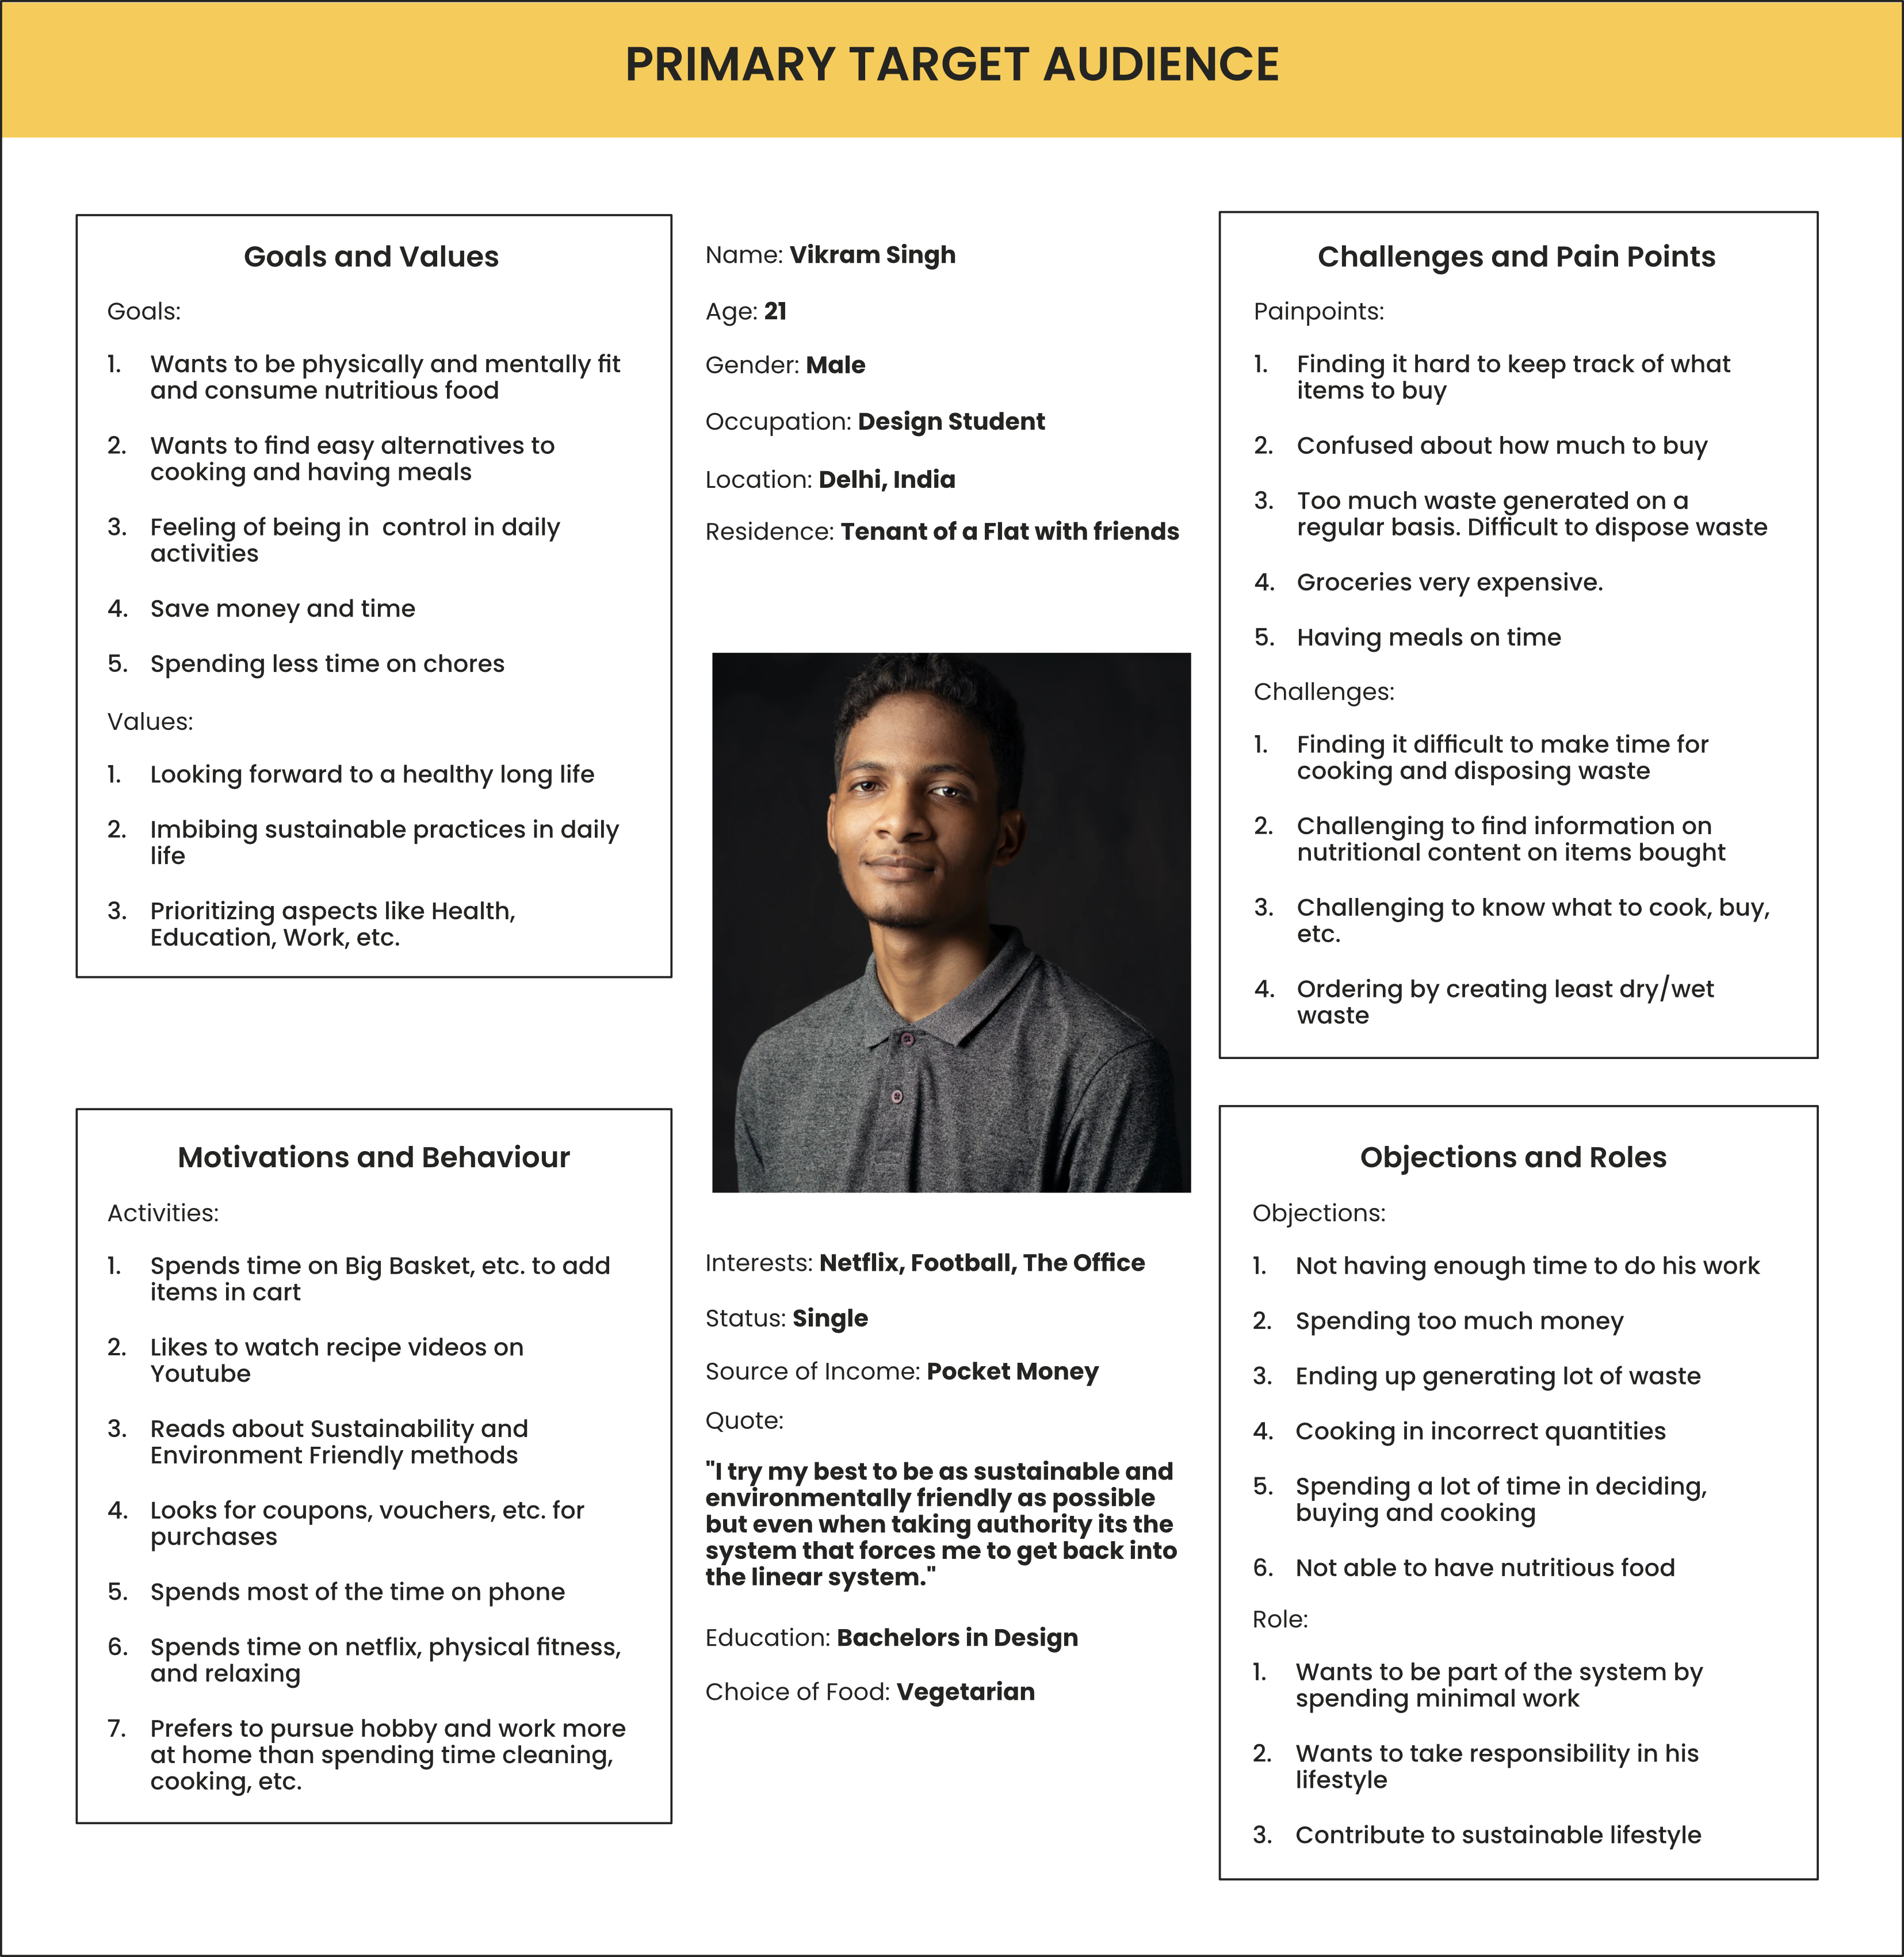 PRIMARY TARGET AUDIENCE
Goals and Values
Goals:
1. Wants to be physically and mentally fit
and consume nutritious food
2. Wants to find easy alternatives to
cooking and having meals
3. Feeling of being in  control in daily
activities
4. Save money and time
5. Spending less time on chores
Values:
1. Looking forward to a healthy long life
2. Imbibing sustainable practices in daily
life
3. Prioritizing aspects like Health,
Education, Work, etc.
Motivations and Behaviour
Activities:
1. Spends time on Big Basket, etc. to add
items in cart
2. Likes to watch recipe videos on
Youtube
3. Reads about Sustainability and
Environment Friendly methods
4. Looks for coupons, vouchers, etc. for
purchases
5. Spends most of the time on phone
6. Spends time on netflix, physical fitness,
and relaxing
7. Prefers to pursue hobby and work more
at home than spending time cleaning,
cooking, etc.
Name: Vikram Singh
Age: 21
Gender: Male
Occupation: Design Student
Location: Delhi, India
Residence: Tenant of a Flat with friends
Interests: Netflix, Football, The Office
Status: Single
Source of Income: Pocket Money
Quote:
"I try my best to be as sustainable and
environmentally friendly as possible
but even when taking authority its the
system that forces me to get back into
the linear system."
Education: Bachelors in Design
Choice of Food: Vegetarian
Challenges and Pain Points
Painpoints:
1. Finding it hard to keep track of what
items to buy
2. Confused about how much to buy
3. Too much waste generated on a
regular basis. Difficult to dispose waste
4. Groceries very expensive.
5. Having meals on time
Challenges:
1. Finding it difficult to make time for
cooking and disposing waste
2. Challenging to find information on
nutritional content on items bought
3. Challenging to know what to cook, buy,
etc.
4. Ordering by creating least dry/wet
waste
Objections and Roles
Objections:
1. Not having enough time to do his work
2. Spending too much money
3. Ending up generating lot of waste
4. Cooking in incorrect quantities
5. Spending a lot of time in deciding,
buying and cooking
6. Not able to have nutritious food
Role:
1. Wants to be part of the system by
spending minimal work
2. Wants to take responsibility in his
lifestyle
3. Contribute to sustainable lifestyle